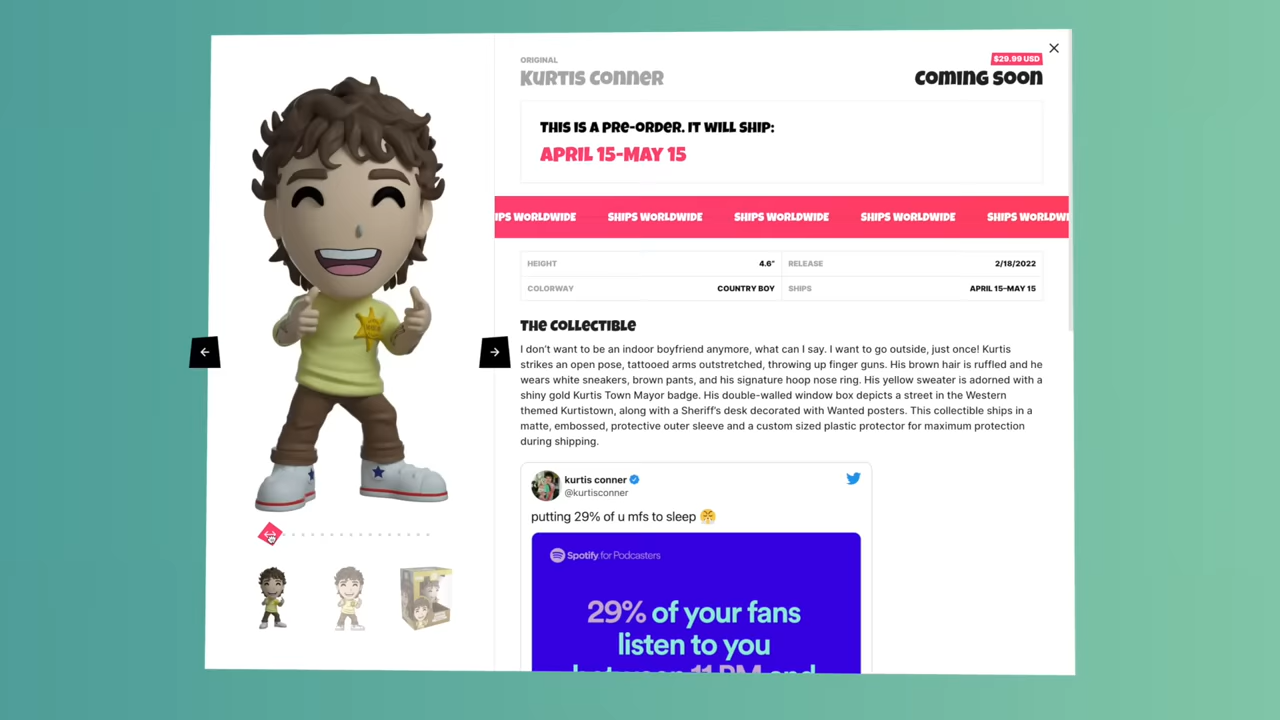 ORIGINAL
KURTIS CONNER
$29.99 USD
COMING SOON
THIS IS A PRE-ORDER. IT WILL SHIP:
APRIL 15-MAY 15
IPS WORLDWIDE SHIPS WORLDWIDE SHIPS WORLDWIDE SHIPS WORLDWIDE SHIPS WORLDWI
HEIGHT 4.6" RELEASE 2/18/2022
COLORWAY COUNTRY BOY SHIPS APRIL 15–MAY 15
THE COLLECTIBLE
I don't want to be an indoor boyfriend anymore, what can I say. I want to go outside, just once! Kurtis
strikes an open pose, tattooed arms outstretched, throwing up finger guns. His brown hair is ruffled and he
wears white sneakers, brown pants, and his signature hoop nose ring. His yellow sweater is adorned with a
shiny gold Kurtis Town Mayor badge. His double-walled window box depicts a street in the Western
themed Kurtistown, along with a Sheriff's desk decorated with Wanted posters. This collectible ships in a
matte, embossed, protective outer sleeve and a custom sized plastic protector for maximum protection
during shipping.
kurtis conner
@kurtisconner
putting 29% of u mfs to sleep 😤
Spotify for Podcasters
29% of your fans
listen to you
between 11 PM and